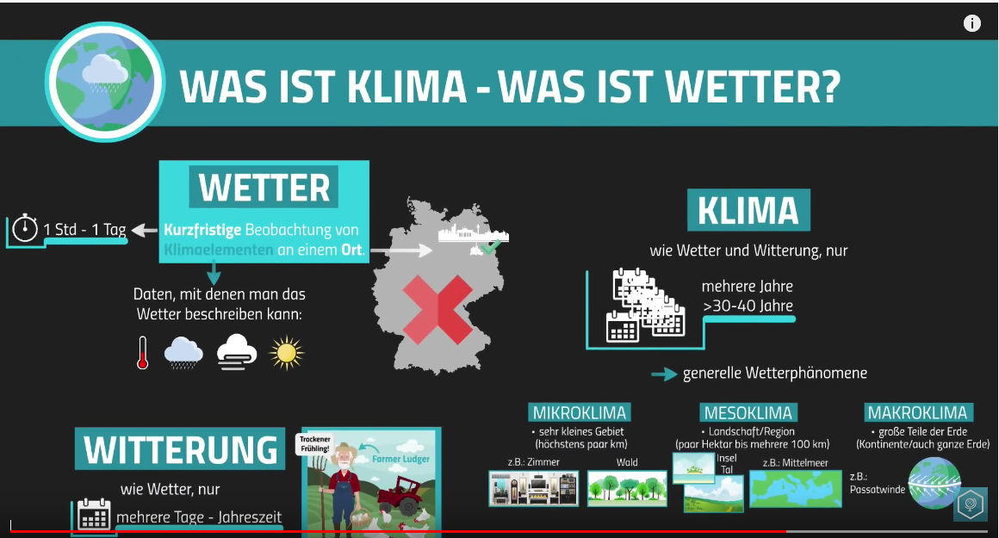 WAS IST KLIMA - WAS IST WETTER?
WETTER
1 Std - 1 Tag
Kurzfristige Beobachtung von
Klimaelementen an einem Ort.
Daten, mit denen man das
Wetter beschreiben kann:
WITTERUNG
wie Wetter, nur
mehrere Tage - Jahreszeit
Trockener
Frühling!
Farmer Ludger
KLIMA
wie Wetter und Witterung, nur
mehrere Jahre
>30-40 Jahre
generelle Wetterphänomene
MIKROKLIMA
• sehr kleines Gebiet
(höchstens paar km)
z.B.: Zimmer
Wald
MESOKLIMA
• Landschaft/Region
(paar Hektar bis mehrere 100 km)
Insel
Tal
z.B.: Mittelmeer
MAKROKLIMA
• große Teile der Erde
(Kontinente/auch ganze Erde)
z.B.:
Passatwinde